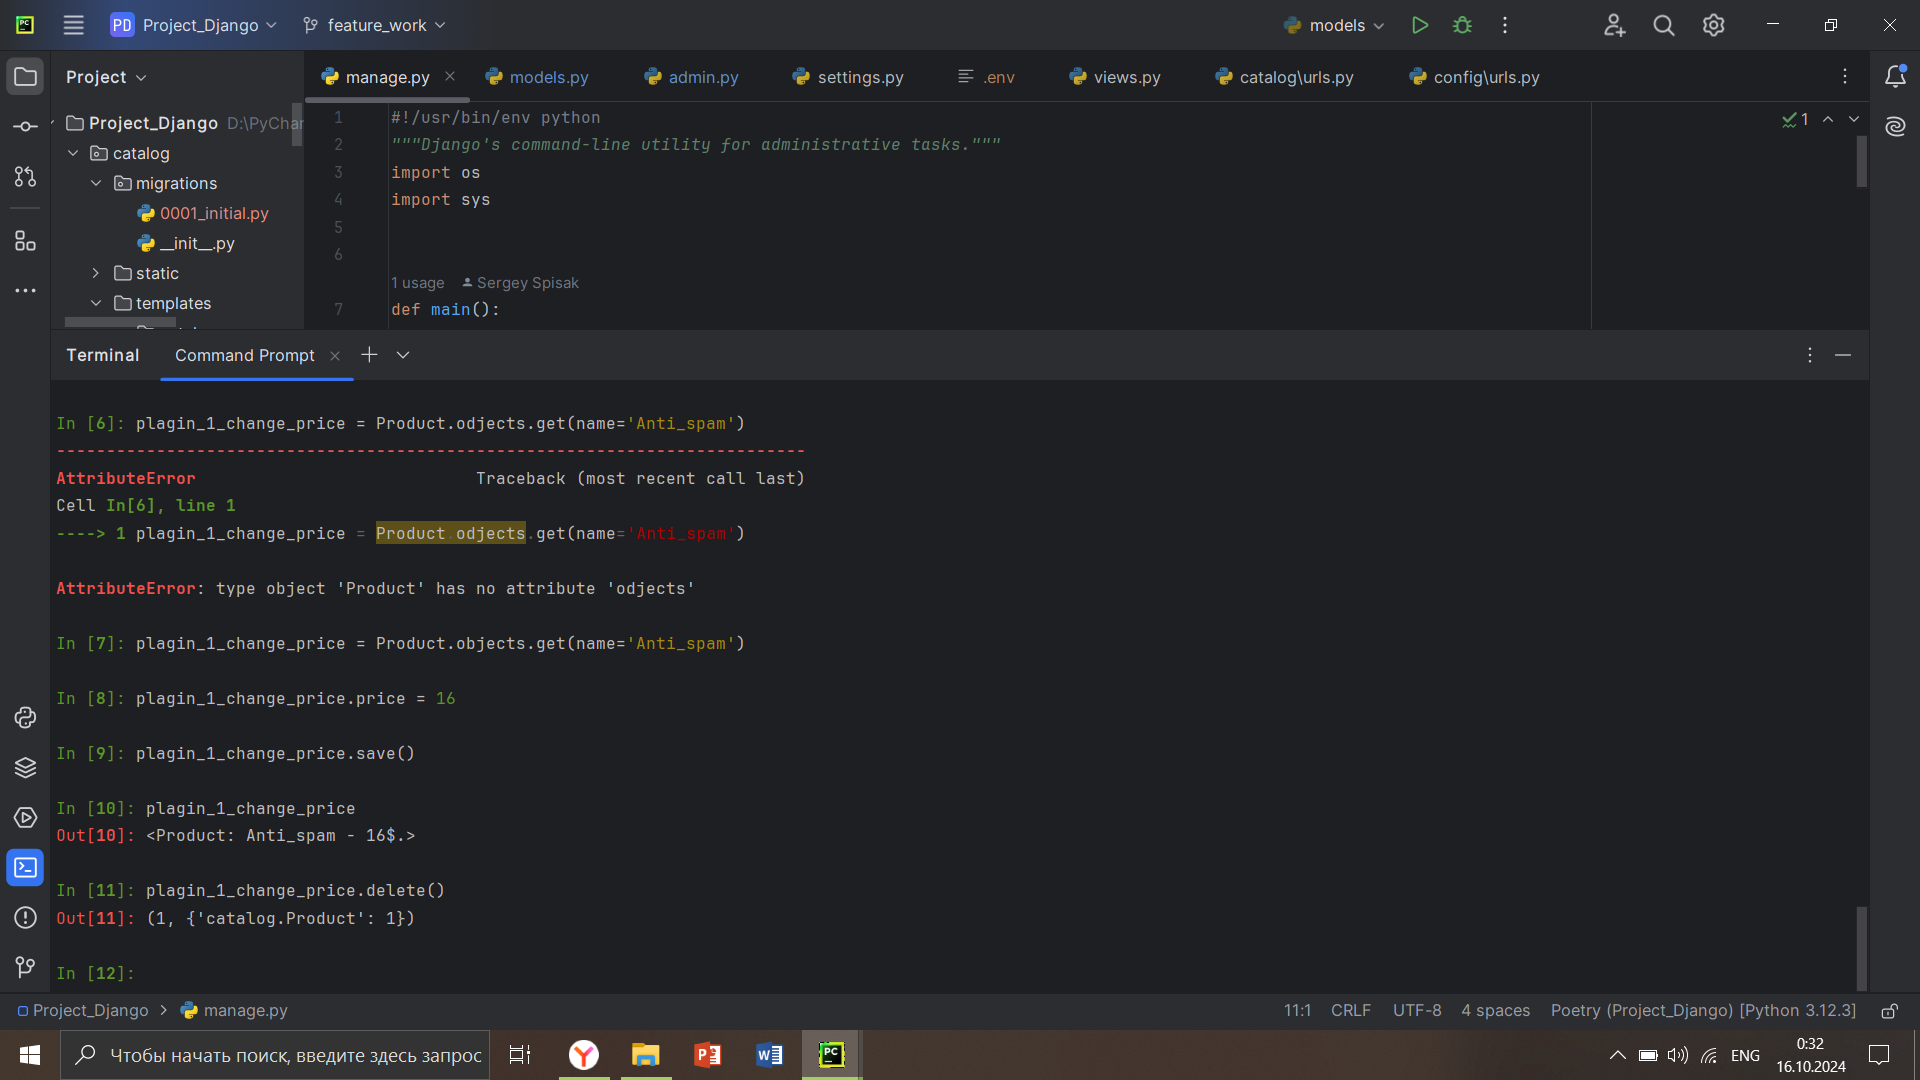 PD Project_Django feature_work models
Project
manage.py models.py admin.py settings.py .env views.py catalog\urls.py config\urls.py
Project_Django D:\PyChar
catalog
migrations
0001_initial.py
__init__.py
static
templates
1 #!/usr/bin/env python
2 """Django's command-line utility for administrative tasks."""
3 import os
4 import sys
5
6
1 usage Sergey Spisak
7 def main():
1
Terminal Command Prompt
In [6]: plagin_1_change_price = Product.odjects.get(name='Anti_spam')
---------------------------------------------------------------------------
AttributeError Traceback (most recent call last)
Cell In[6], line 1
----> 1 plagin_1_change_price = Product.odjects.get(name='Anti_spam')
AttributeError: type object 'Product' has no attribute 'odjects'
In [7]: plagin_1_change_price = Product.objects.get(name='Anti_spam')
In [8]: plagin_1_change_price.price = 16
In [9]: plagin_1_change_price.save()
In [10]: plagin_1_change_price
Out[10]: <Product: Anti_spam - 16$.>
In [11]: plagin_1_change_price.delete()
Out[11]: (1, {'catalog.Product': 1})
In [12]:
Project_Django > manage.py 11:1 CRLF UTF-8 4 spaces Poetry (Project_Django) [Python 3.12.3]
Чтобы начать поиск, введите здесь запрос
ENG
0:32
16.10.2024